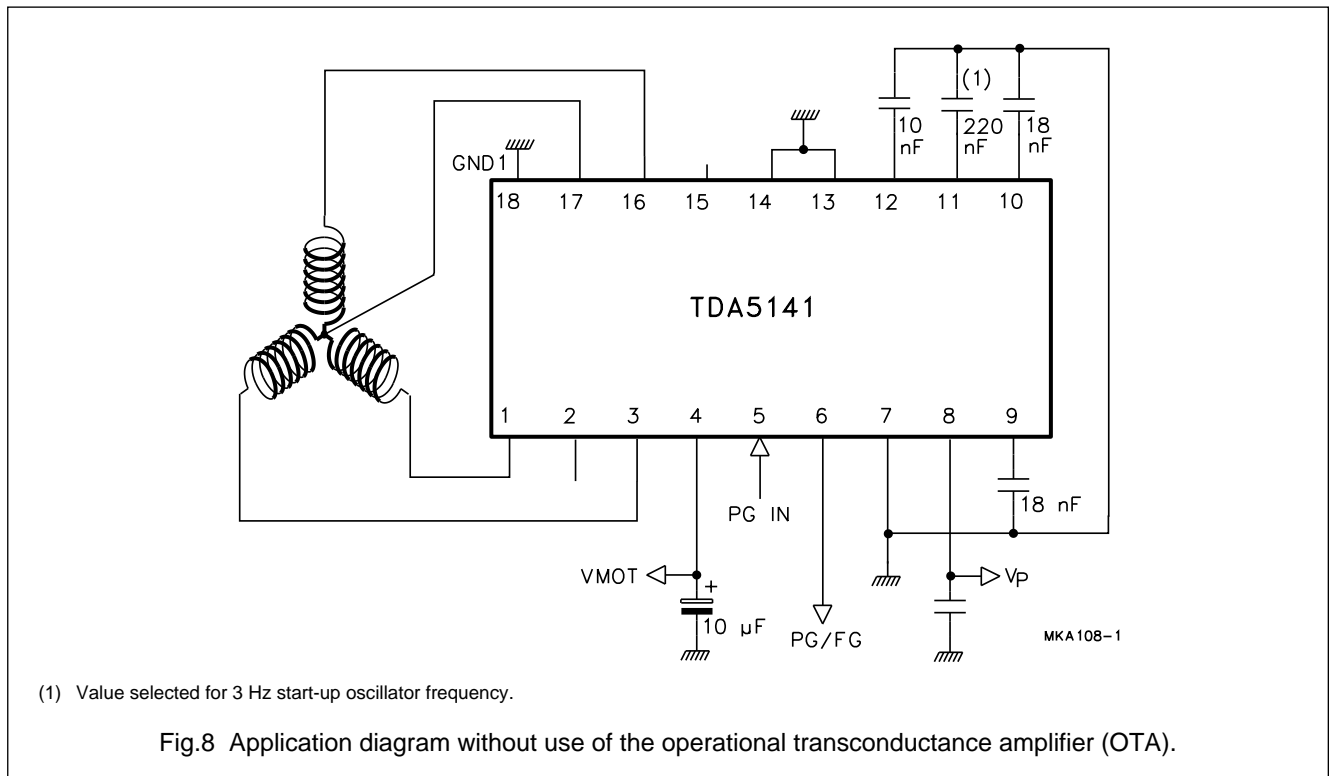 (1)
10 nF
220 nF
18 nF
GND1
18 17 16 15 14 13 12 11 10
TDA5141
1 2 3 4 5 6 7 8 9
18 nF
PG IN
VMOT
+
10 µF
PG/FG
VP
MKA108-1
(1) Value selected for 3 Hz start-up oscillator frequency.
Fig.8 Application diagram without use of the operational transconductance amplifier (OTA).